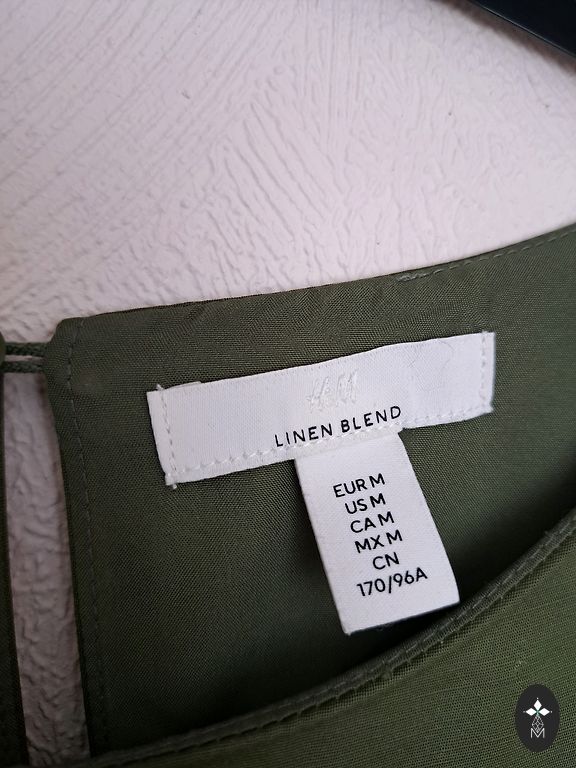 H&M
LINEN BLEND
EUR M
US M
CA M
MX M
CN
170/96A
M